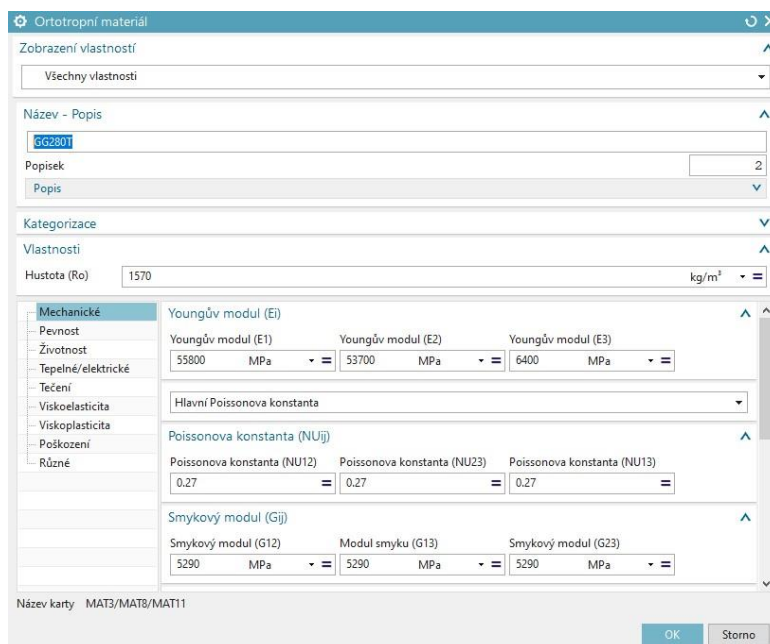 Ortotropní materiál
Zobrazení vlastností
Všechny vlastnosti
Název - Popis
GG280T
Popisek 2
Popis
Kategorizace
Vlastnosti
Hustota (Ro) 1570 kg/m³
Mechanické
Pevnost
Životnost
Tepelné/elektrické
Tečení
Viskoelasticita
Viskoplasticita
Poškození
Různé
Youngův modul (Ei)
Youngův modul (E1) Youngův modul (E2) Youngův modul (E3)
55800 MPa 53700 MPa 6400 MPa
Hlavní Poissonova konstanta
Poissonova konstanta (NUij)
Poissonova konstanta (NU12) Poissonova konstanta (NU23) Poissonova konstanta (NU13)
0.27 0.27 0.27
Smykový modul (Gij)
Smykový modul (G12) Modul smyku (G13) Smykový modul (G23)
5290 MPa 5290 MPa 5290 MPa
Název karty MAT3/MAT8/MAT11
OK Storno